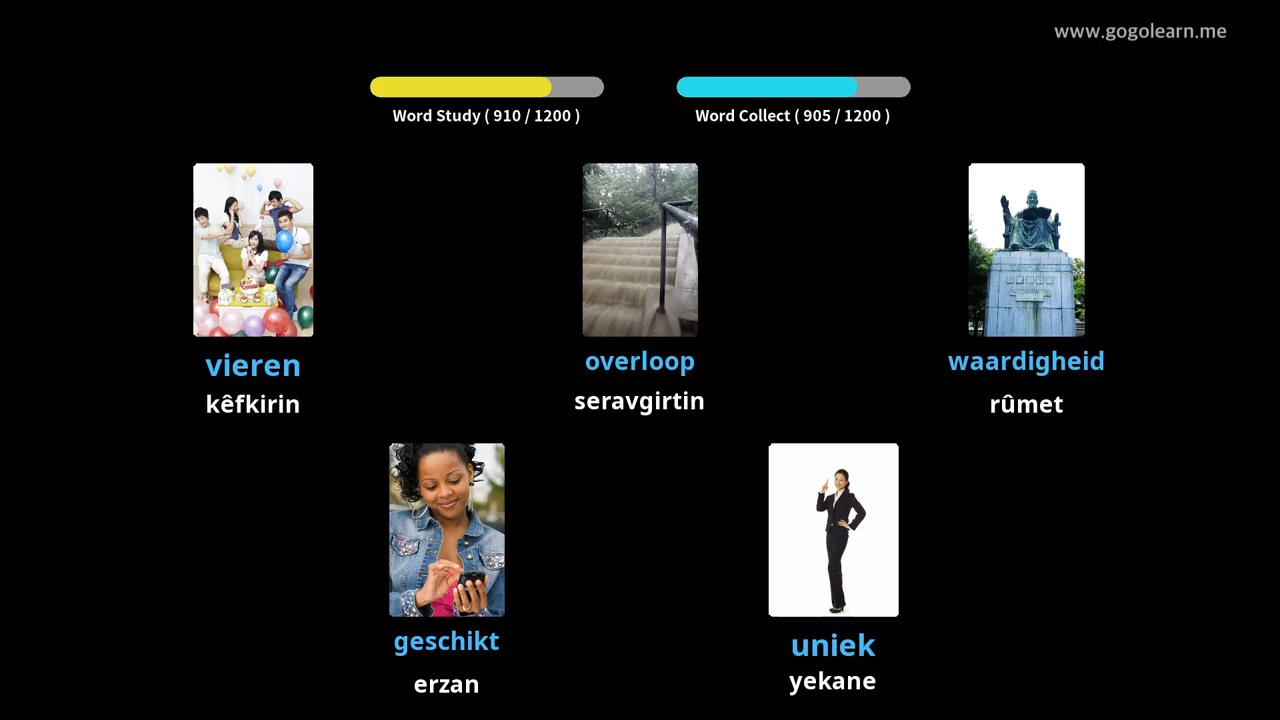 www.gogolearn.me
Word Study ( 910 / 1200 )
Word Collect ( 905 / 1200 )
vieren
kêfkirin
overloop
seravgirtin
waardigheid
rûmet
geschikt
erzan
uniek
yekane